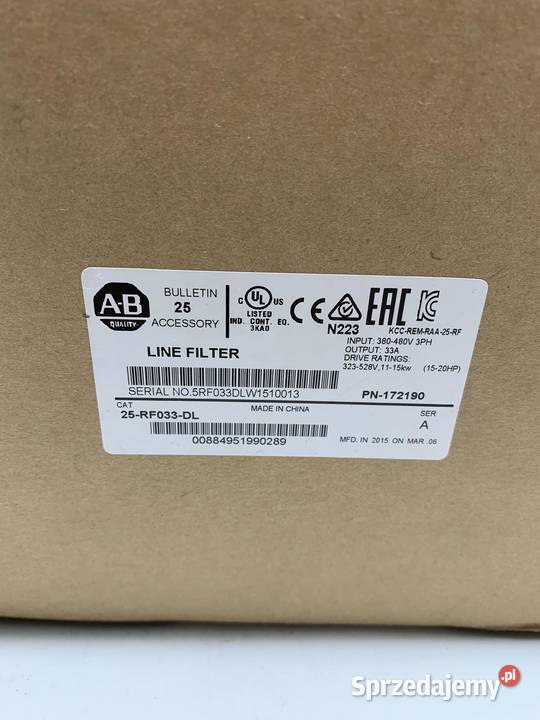 A-B
QUALITY
BULLETIN
25
ACCESSORY
C UL US
LISTED
IND. CONT. EQ.
3KA0
CE
N223
EAC
KCC-REM-RAA-25-RF
INPUT: 380-480V 3PH
OUTPUT: 33A
DRIVE RATINGS:
323-528V,11-15kw (15-20HP)
LINE FILTER
SERIAL NO.5RF033DLW1510013
PN-172190
CAT
25-RF033-DL
MADE IN CHINA
SER
A
00884951990289
MFD. IN 2015 ON MAR .06
Sprzedajemy.pl